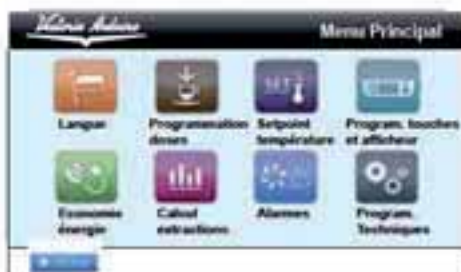 Victoria Arduino
Menu Principal
SET
Langue
Programmation doses
Setpoint température
Program. touches et afficheur
Economie énergie
Calcul extractions
Alarmes
Program. Techniques